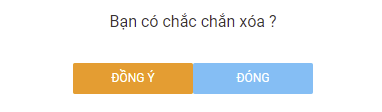 Bạn có chắc chắn xóa ?
ĐỒNG Ý
ĐÓNG